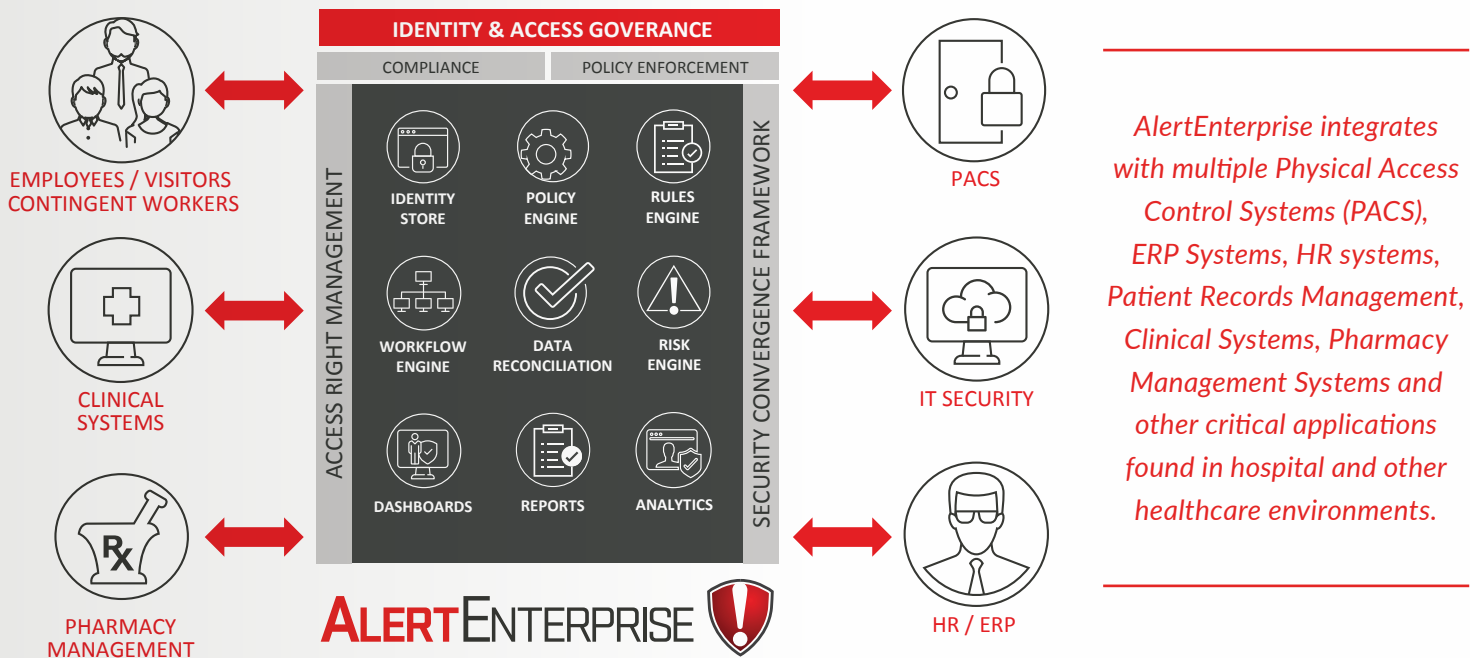 IDENTITY & ACCESS GOVERANCE
COMPLIANCE
POLICY ENFORCEMENT
EMPLOYEES / VISITORS
CONTINGENT WORKERS
CLINICAL
SYSTEMS
Rx
PHARMACY
MANAGEMENT
ACCESS RIGHT MANAGEMENT
IDENTITY
STORE
POLICY
ENGINE
RULES
ENGINE
WORKFLOW
ENGINE
DATA
RECONCILIATION
RISK
ENGINE
DASHBOARDS
REPORTS
ANALYTICS
SECURITY CONVERGENCE FRAMEWORK
ALERTENTERPRISE
PACS
IT SECURITY
HR / ERP
AlertEnterprise integrates
with multiple Physical Access
Control Systems (PACS),
ERP Systems, HR systems,
Patient Records Management,
Clinical Systems, Pharmacy
Management Systems and
other critical applications
found in hospital and other
healthcare environments.